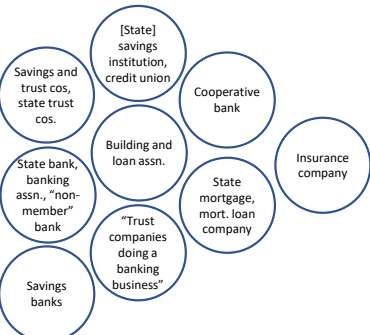 [State]
savings
institution,
credit union
Savings and
trust cos,
state trust
cos.
Cooperative
bank
Building and
loan assn.
Insurance
company
State bank,
banking
assn., “non-
member”
bank
State
mortgage,
mort. loan
company
“Trust
companies
doing a
banking
business”
Savings
banks